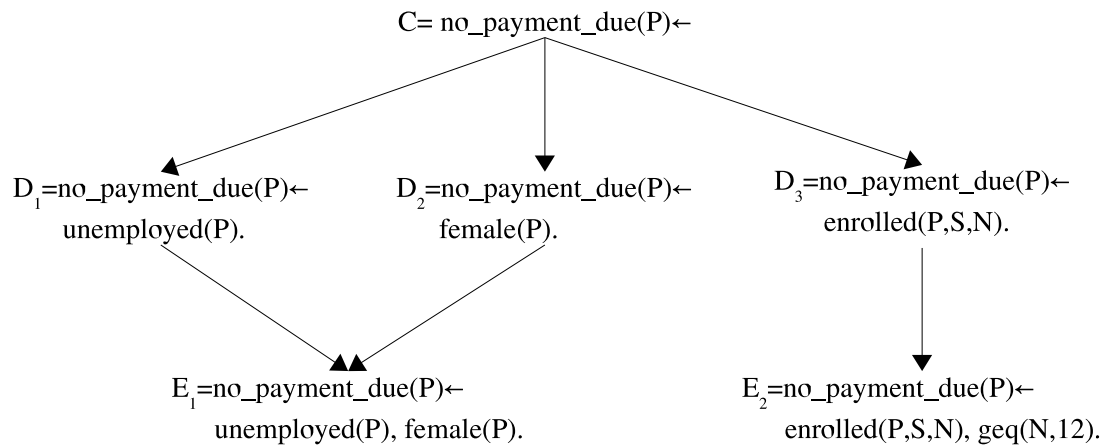 C= no_payment_due(P)←
D₁=no_payment_due(P)←
unemployed(P).
D₂=no_payment_due(P)←
female(P).
D₃=no_payment_due(P)←
enrolled(P,S,N).
E₁=no_payment_due(P)←
unemployed(P), female(P).
E₂=no_payment_due(P)←
enrolled(P,S,N), geq(N,12).